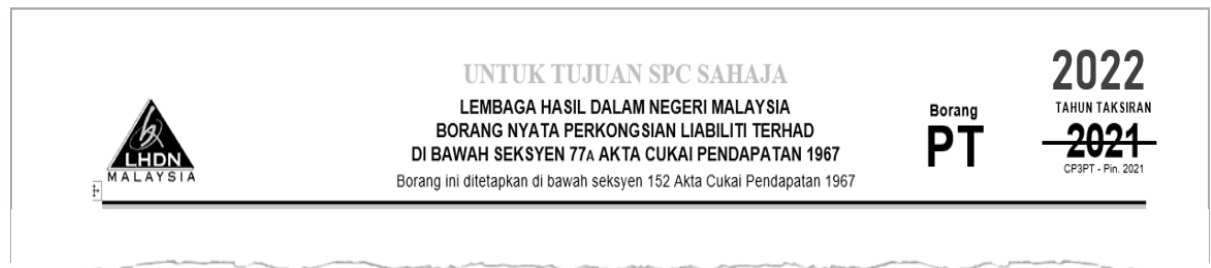 UNTUK TUJUAN SPC SAHAJA
LEMBAGA HASIL DALAM NEGERI MALAYSIA
BORANG NYATA PERKONGSIAN LIABILITI TERHAD
DI BAWAH SEKSYEN 77A AKTA CUKAI PENDAPATAN 1967
Borang ini ditetapkan di bawah seksyen 152 Akta Cukai Pendapatan 1967
LHDN
MALAYSIA
Borang
PT
2022
TAHUN TAKSIRAN
2021
CP3PT - Pin. 2021